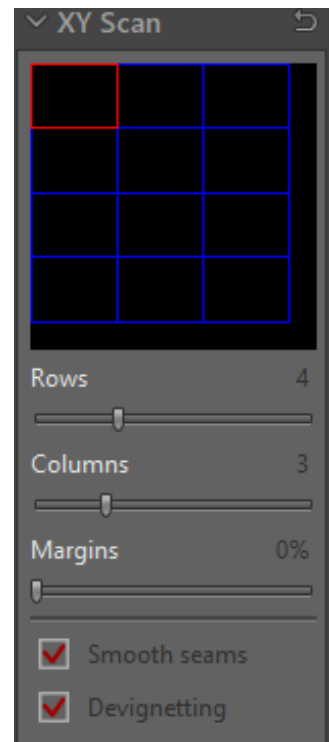 XY Scan
Rows 4
Columns 3
Margins 0%
Smooth seams
Devignetting